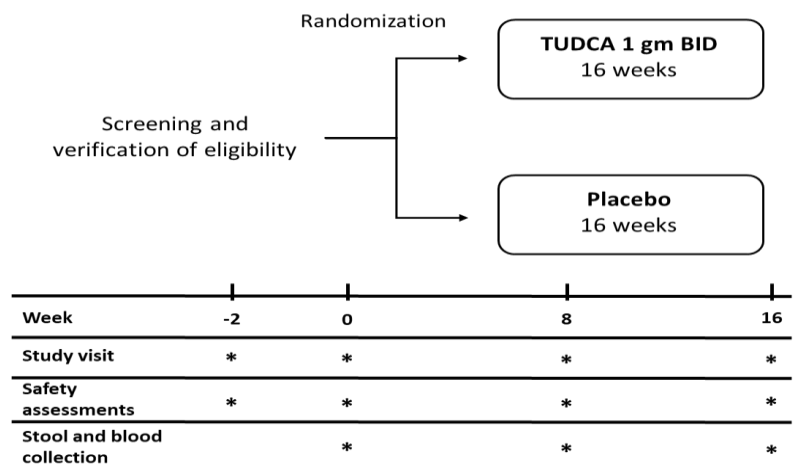 Randomization
TUDCA 1 gm BID
16 weeks
Screening and
verification of eligibility
Placebo
16 weeks
Week -2 0 8 16
Study visit * * * *
Safety
assessments * * * *
Stool and blood
collection * * *